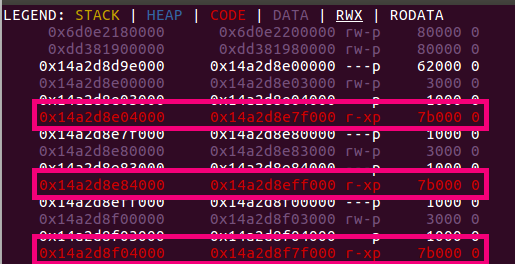 LEGEND: STACK | HEAP | CODE | DATA | RWX | RODATA
0x6d0e2180000 0x6d0e2200000 rw-p 80000 0
0xdd381900000 0xdd381980000 rw-p 80000 0
0x14a2d8d9e000 0x14a2d8e00000 ---p 62000 0
0x14a2d8e00000 0x14a2d8e03000 rw-p 3000 0
0x14a2d8e03000 0x14a2d8e04000 ---p 1000 0
0x14a2d8e04000 0x14a2d8e7f000 r-xp 7b000 0
0x14a2d8e7f000 0x14a2d8e80000 ---p 1000 0
0x14a2d8e80000 0x14a2d8e83000 rw-p 3000 0
0x14a2d8e83000 0x14a2d8e84000 ---p 1000 0
0x14a2d8e84000 0x14a2d8eff000 r-xp 7b000 0
0x14a2d8eff000 0x14a2d8f00000 ---p 1000 0
0x14a2d8f00000 0x14a2d8f03000 rw-p 3000 0
0x14a2d8f03000 0x14a2d8f04000 ---p 1000 0
0x14a2d8f04000 0x14a2d8f7f000 r-xp 7b000 0